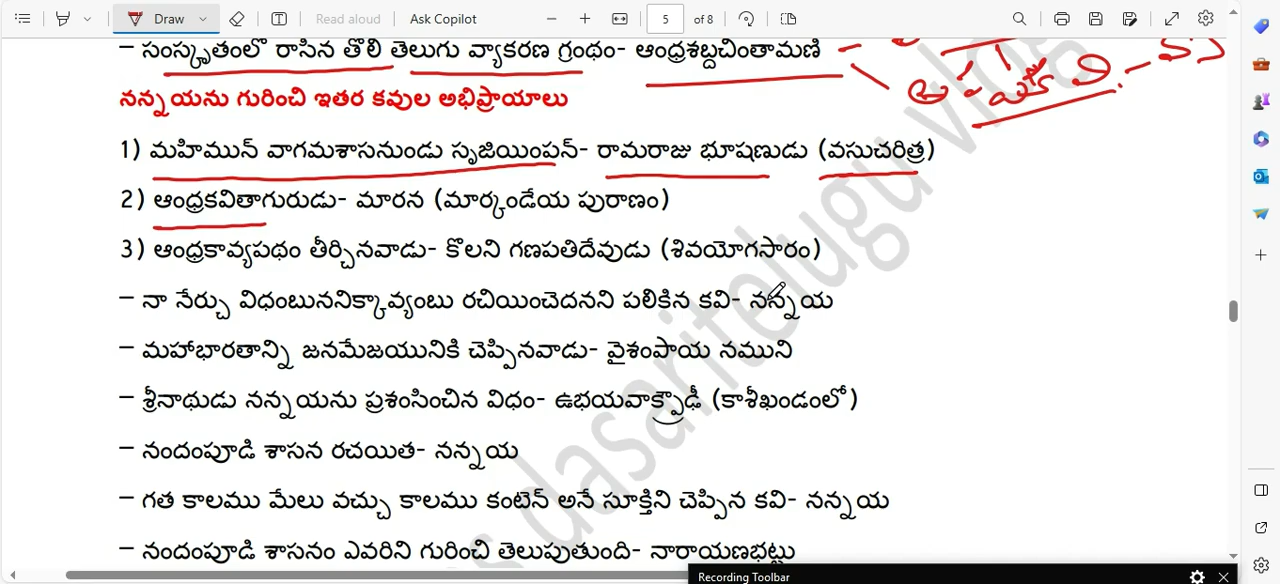 Draw
Read aloud
Ask Copilot
5 of 8
– సంస్కృతంలో రాసిన తొలి తెలుగు వ్యాకరణ గ్రంథం- ఆంధ్రశబ్దచింతామణి
నన్నయను గురించి ఇతర కవుల అభిప్రాయాలు
1) మహిమున్ వాగమశాసనుండు సృజియింపన్- రామరాజు భూషణుడు (వసుచరిత్ర)
2) ఆంధ్రకవితాగురుడు- మారన (మార్కండేయ పురాణం)
3) ఆంధ్రకావ్యపథం తీర్చినవాడు- కొలని గణపతిదేవుడు (శివయోగసారం)
– నా నేర్చు విధంబుననిక్కావ్యంబు రచియించెదనని పలికిన కవి- నన్నయ
– మహాభారతాన్ని జనమేజయునికి చెప్పినవాడు- వైశంపాయ నముని
– శ్రీనాథుడు నన్నయను ప్రశంసించిన విధం- ఉభయవాక్ప్రౌఢీ (కాశీఖండంలో)
– నందంపూడి శాసన రచయిత- నన్నయ
– గత కాలము మేలు వచ్చు కాలము కంటెన్ అనే సూక్తిని చెప్పిన కవి- నన్నయ
– నందంపూడి శాసనం ఎవరిని గురించి తెలుపుతుంది- నారాయణభట్టు
dasaritelugu vlogs
Recording Toolbar